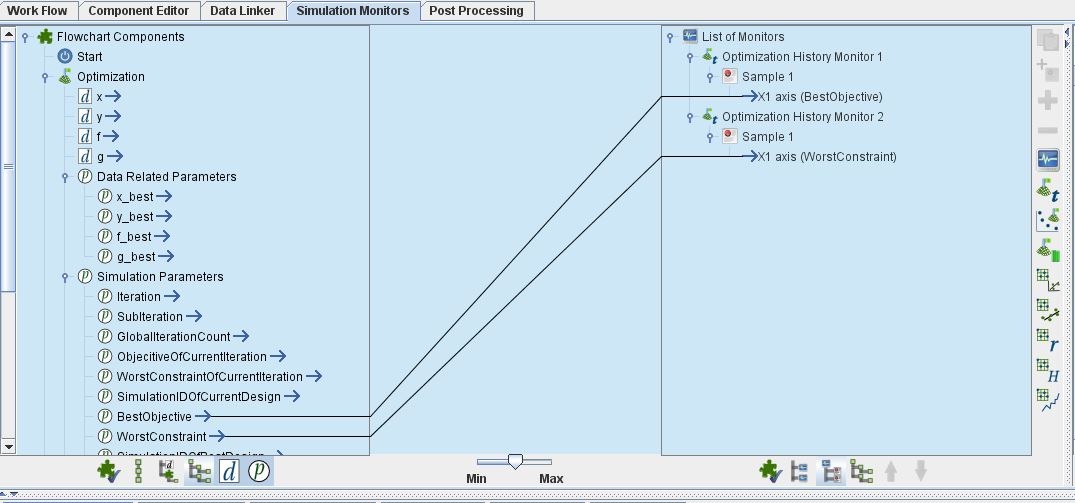 Work Flow Component Editor Data Linker Simulation Monitors Post Processing
Flowchart Components
Start
Optimization
d x
d y
d f
d g
p Data Related Parameters
p x_best
p y_best
p f_best
p g_best
p Simulation Parameters
p Iteration
p SubIteration
p GlobalIterationCount
p ObjecitiveOfCurrentIteration
p WorstConstraintOfCurrentIteration
p SimulationIDOfCurrentDesign
p BestObjective
p WorstConstraint
SimulationIDOfBestDesign
List of Monitors
Optimization History Monitor 1
t
Sample 1
X1 axis (BestObjective)
Optimization History Monitor 2
t
Sample 1
X1 axis (WorstConstraint)
t
r
H
d
d p
Min Max